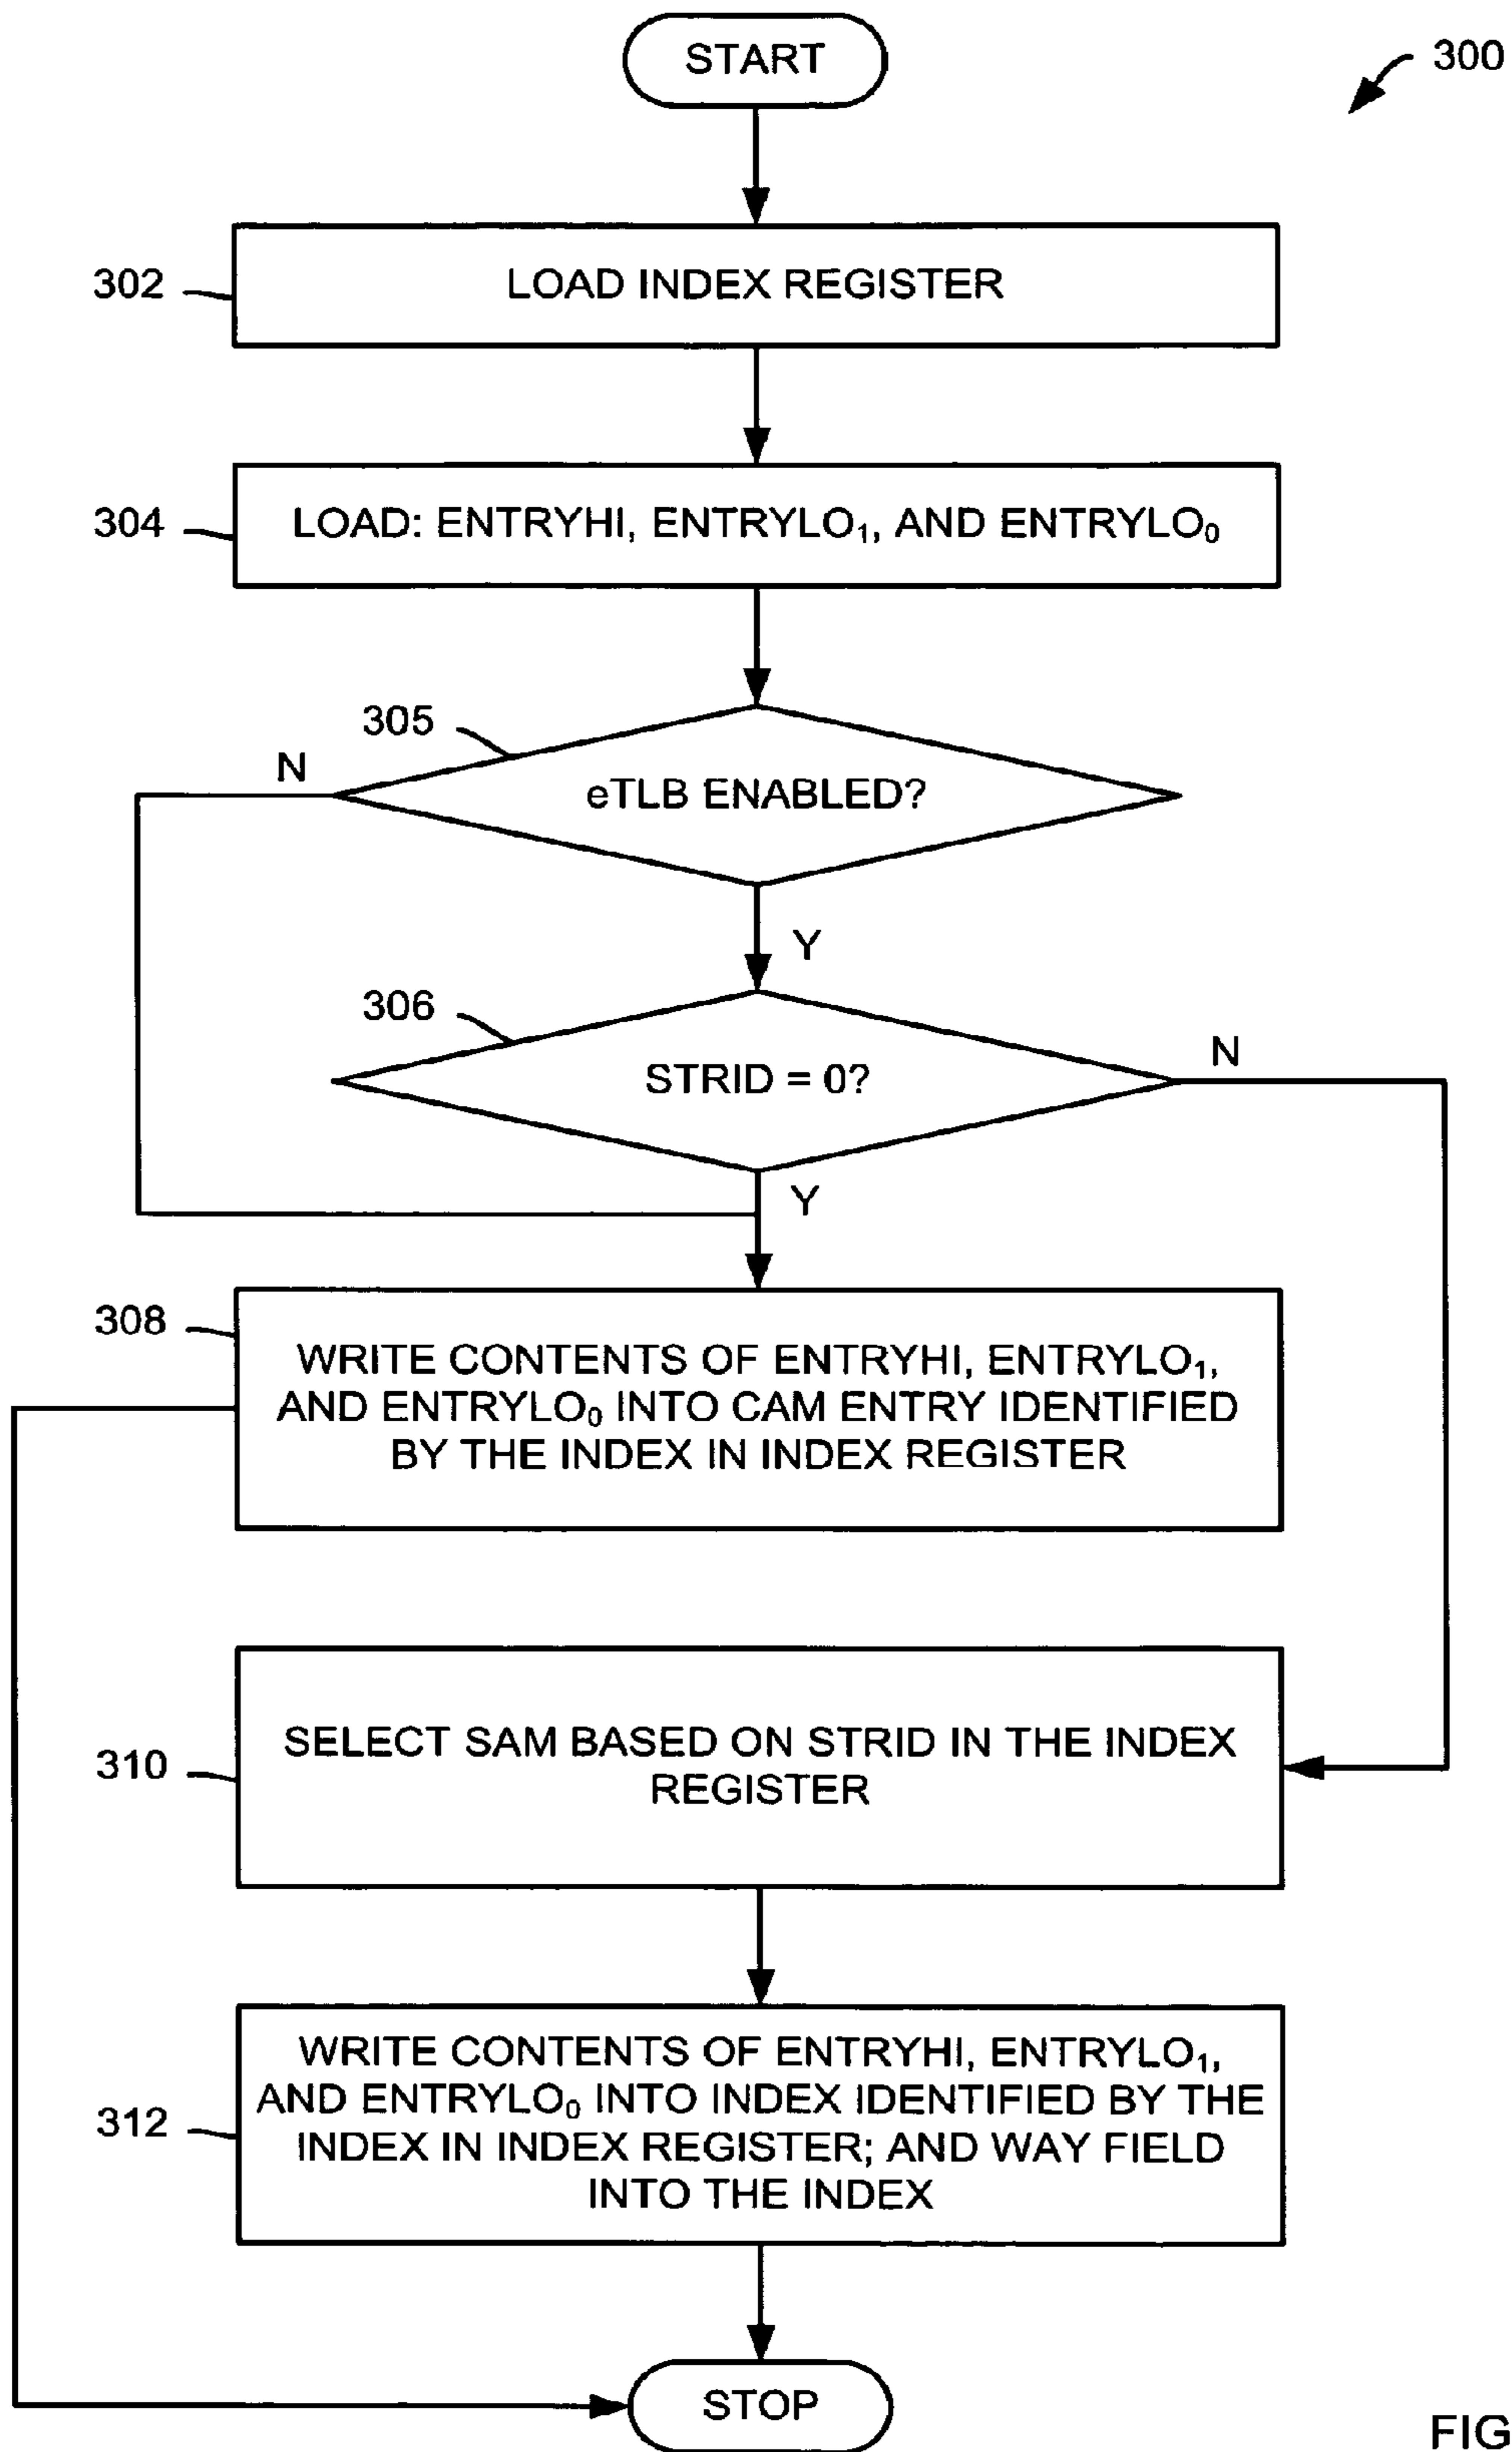 START
300
302
LOAD INDEX REGISTER
304
LOAD: ENTRYHI, ENTRYLO₁, AND ENTRYLO₀
305
N
eTLB ENABLED?
Y
306
N
STRID = 0?
Y
308
WRITE CONTENTS OF ENTRYHI, ENTRYLO₁,
AND ENTRYLO₀ INTO CAM ENTRY IDENTIFIED
BY THE INDEX IN INDEX REGISTER
310
SELECT SAM BASED ON STRID IN THE INDEX
REGISTER
312
WRITE CONTENTS OF ENTRYHI, ENTRYLO₁,
AND ENTRYLO₀ INTO INDEX IDENTIFIED BY THE
INDEX IN INDEX REGISTER; AND WAY FIELD
INTO THE INDEX
STOP
FIG